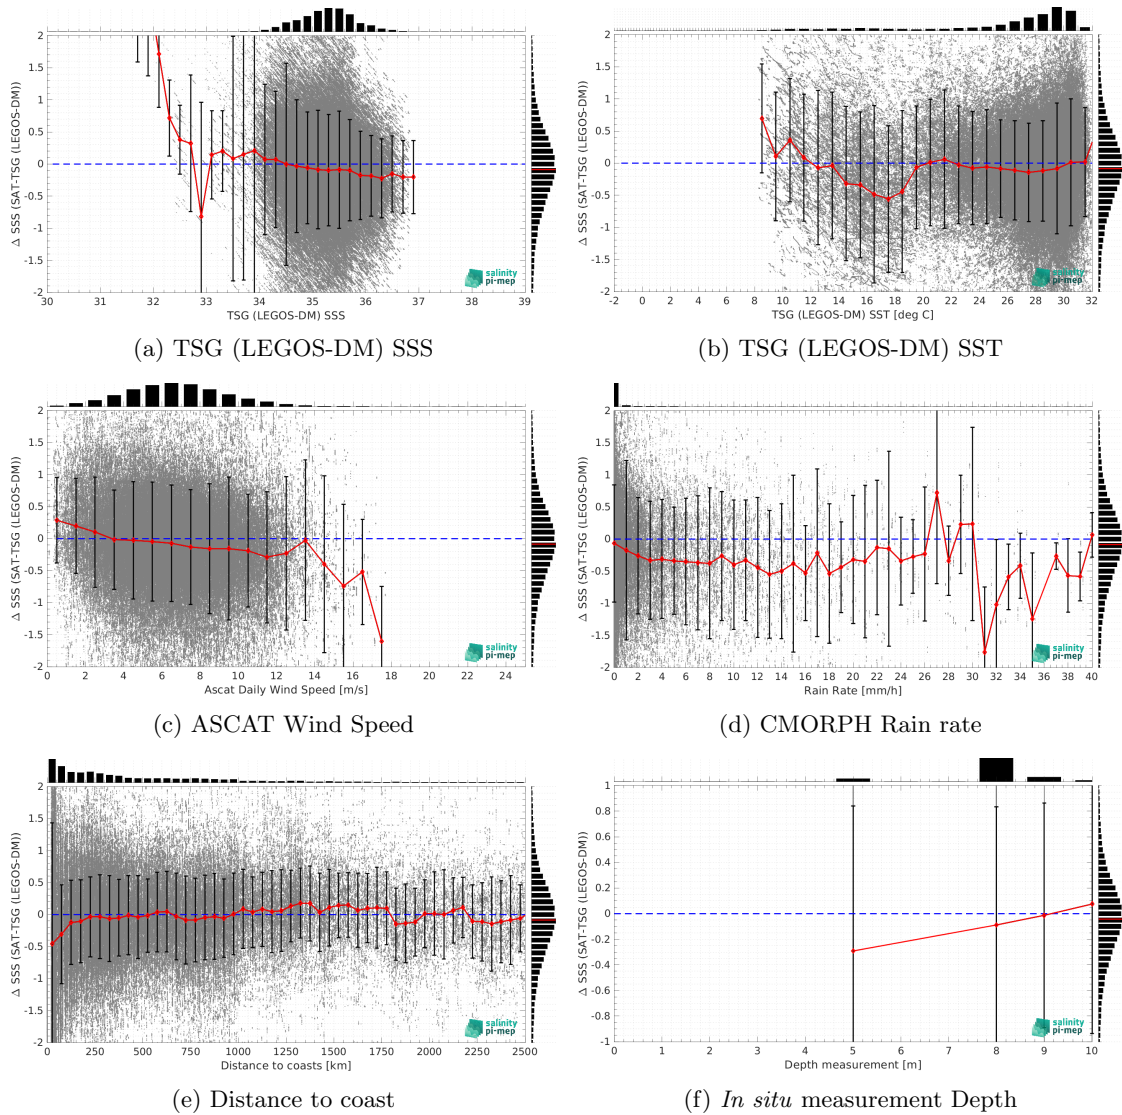 2
1.5
1
0.5
0
-0.5
-1
-1.5
-2
Δ SSS (SAT-TSG (LEGOS-DM))
30 31 32 33 34 35 36 37 38 39
TSG (LEGOS-DM) SSS
salinity
pi-mep
(a) TSG (LEGOS-DM) SSS
2
1.5
1
0.5
0
-0.5
-1
-1.5
-2
Δ SSS (SAT-TSG (LEGOS-DM))
-2 0 2 4 6 8 10 12 14 16 18 20 22 24 26 28 30 32
TSG (LEGOS-DM) SST [deg C]
salinity
pi-mep
(b) TSG (LEGOS-DM) SST
2
1.5
1
0.5
0
-0.5
-1
-1.5
-2
Δ SSS (SAT-TSG (LEGOS-DM))
0 2 4 6 8 10 12 14 16 18 20 22 24
Ascat Daily Wind Speed [m/s]
salinity
pi-mep
(c) ASCAT Wind Speed
2
1.5
1
0.5
0
-0.5
-1
-1.5
-2
Δ SSS (SAT-TSG (LEGOS-DM))
0 2 4 6 8 10 12 14 16 18 20 22 24 26 28 30 32 34 36 38 40
Rain Rate [mm/h]
salinity
pi-mep
(d) CMORPH Rain rate
2
1.5
1
0.5
0
-0.5
-1
-1.5
-2
Δ SSS (SAT-TSG (LEGOS-DM))
0 250 500 750 1000 1250 1500 1750 2000 2250 2500
Distance to coasts [km]
salinity
pi-mep
(e) Distance to coast
1
0.8
0.6
0.4
0.2
0
-0.2
-0.4
-0.6
-0.8
-1
Δ SSS (SAT-TSG (LEGOS-DM))
0 1 2 3 4 5 6 7 8 9 10
Depth measurement [m]
salinity
pi-mep
(f) In situ measurement Depth